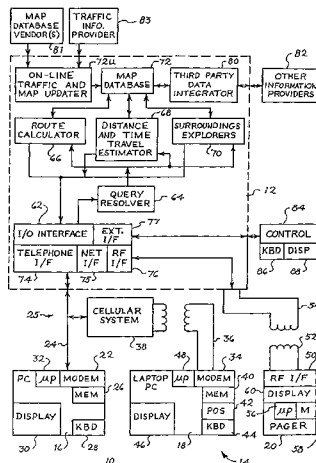 MAP DATABASE VENDOR(S)
TRAFFIC INFO. PROVIDER
83
81
72u
72
80
ON-LINE TRAFFIC AND MAP UPDATER
MAP DATABASE
THIRD PARTY DATA INTEGRATOR
82
OTHER INFORMATION PROVIDERS
68
ROUTE CALCULATOR
DISTANCE AND TIME TRAVEL ESTIMATOR
SURROUNDINGS EXPLORERS
66
70
QUERY RESOLVER
64
12
62
77
I/O INTERFACE
EXT. I/F
TELEPHONE I/F
NET I/F
RF I/F
74
75
76
84
CONTROL
KBD
DISP
86
88
54
25
CELLULAR SYSTEM
38
36
52
24
32
22
48
34
50
PC
μP
MODEM
26
MEM
DISPLAY
KBD
30
16
28
LAPTOP PC
μP
MODEM
40
MEM
42
POS
DISPLAY
KBD
44
46
18
RF I/F
60
DISPLAY
56
μP
M
PAGER
20
58
10
14